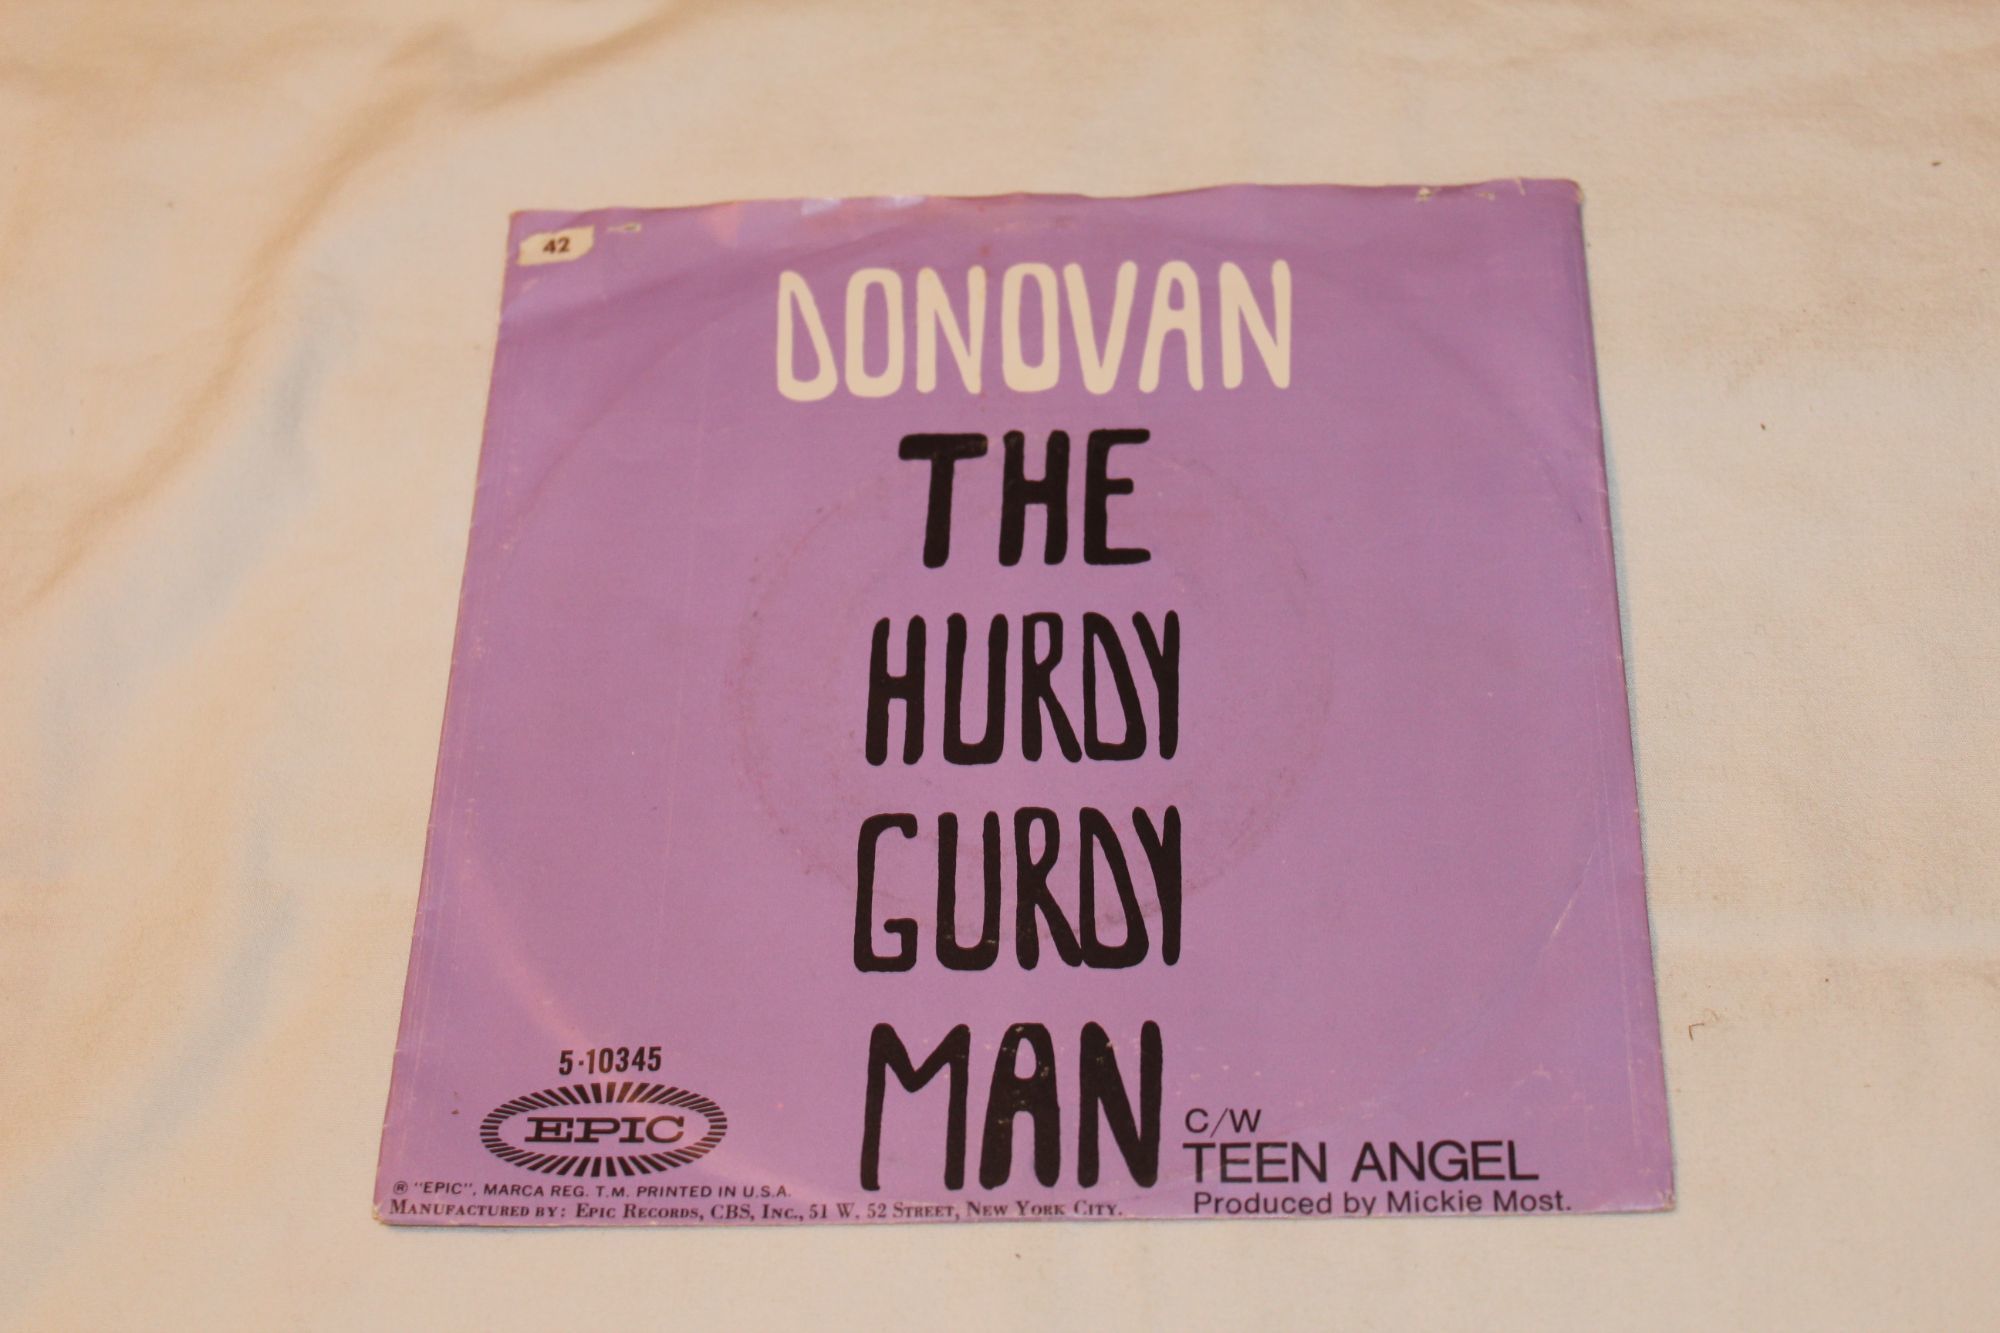 42
DONOVAN
THE
HURDY
GURDY
MAN
5-10345
EPIC
C/W
TEEN ANGEL
Produced by Mickie Most.
® "EPIC", MARCA REG. T.M. PRINTED IN U.S.A.
MANUFACTURED BY: EPIC RECORDS, CBS, INC., 51 W. 52 STREET, NEW YORK CITY.